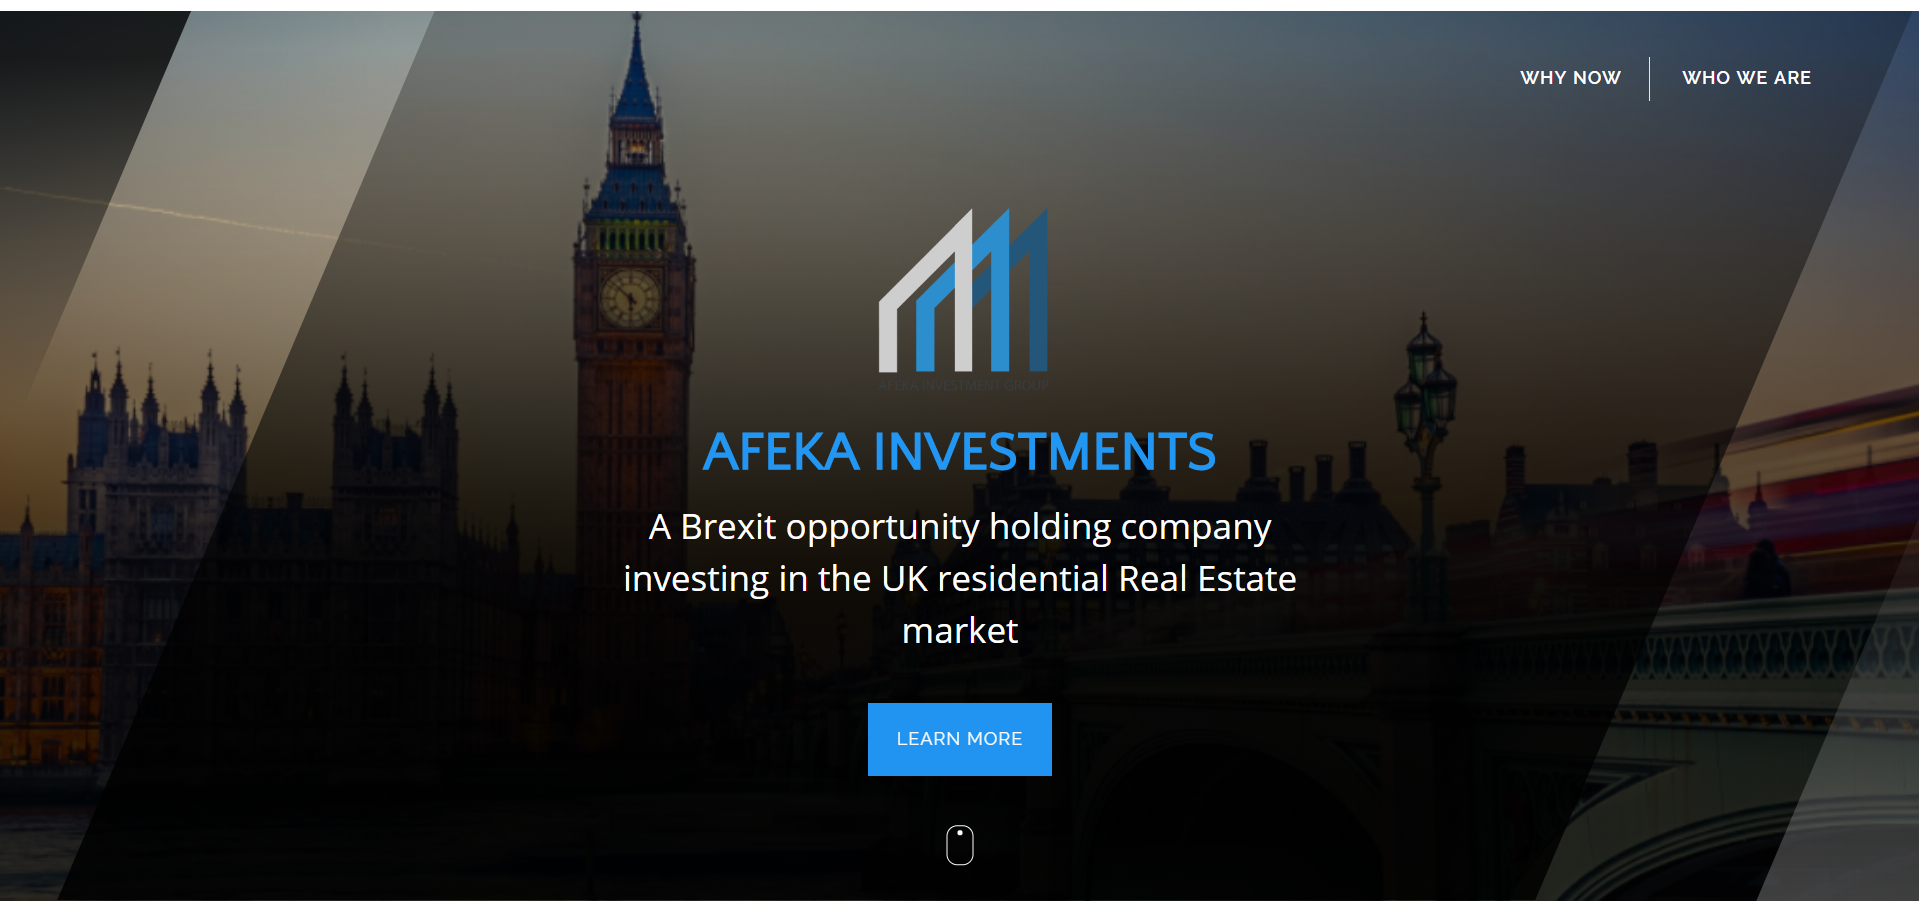 WHY NOW
WHO WE ARE
AFEKA INVESTMENT GROUP
AFEKA INVESTMENTS
A Brexit opportunity holding company
investing in the UK residential Real Estate
market
LEARN MORE